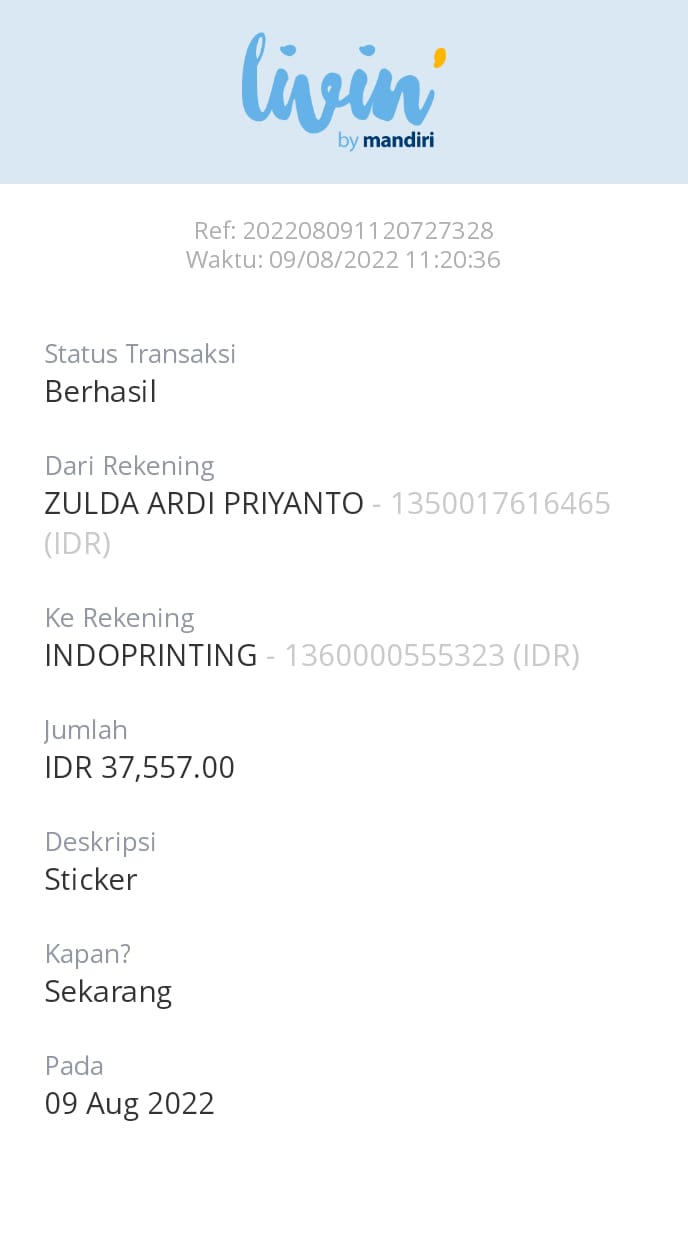 livin'
by mandiri
Ref: 202208091120727328
Waktu: 09/08/2022 11:20:36
Status Transaksi
Berhasil
Dari Rekening
ZULDA ARDI PRIYANTO - 1350017616465
(IDR)
Ke Rekening
INDOPRINTING - 1360000555323 (IDR)
Jumlah
IDR 37,557.00
Deskripsi
Sticker
Kapan?
Sekarang
Pada
09 Aug 2022